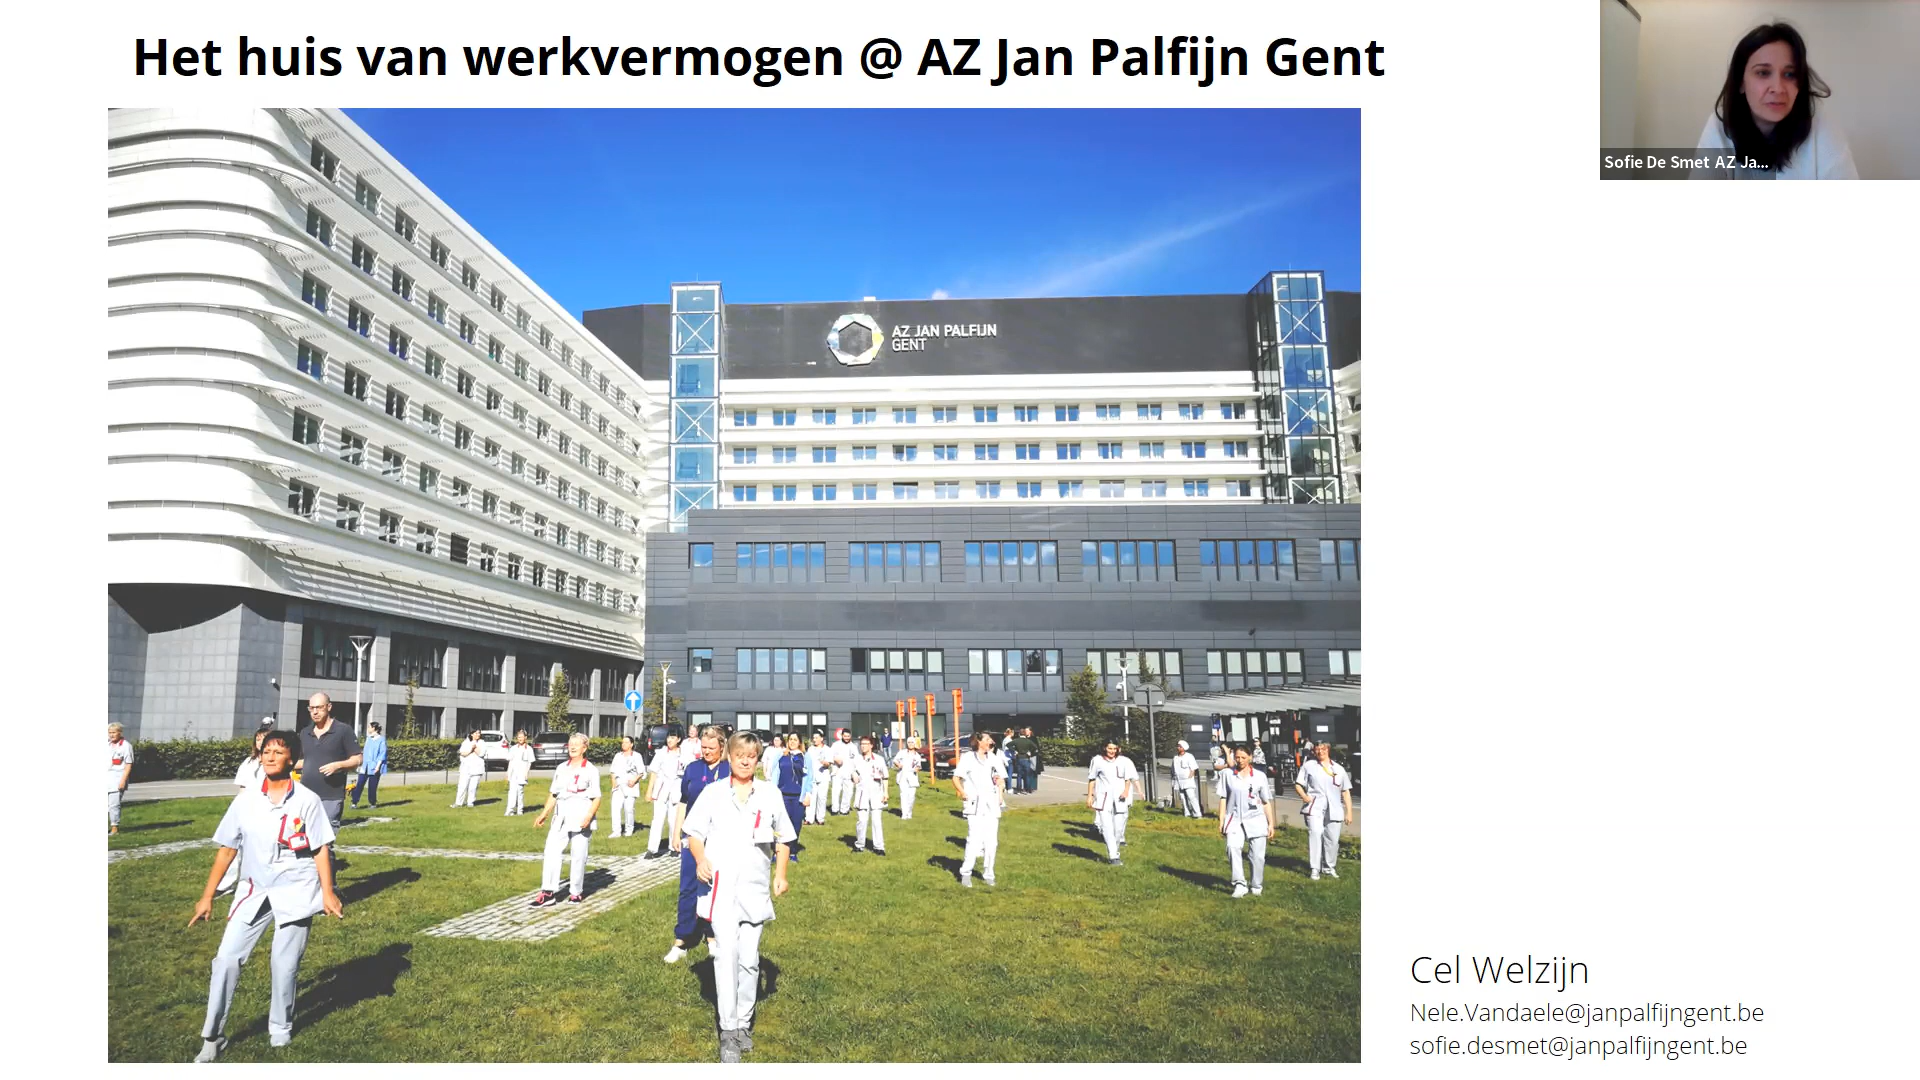 Het huis van werkvermogen @ AZ Jan Palfijn Gent
Sofie De Smet AZ Ja...
AZ JAN PALFIJN
GENT
Cel Welzijn
Nele.Vandaele@janpalfijngent.be
sofie.desmet@janpalfijngent.be